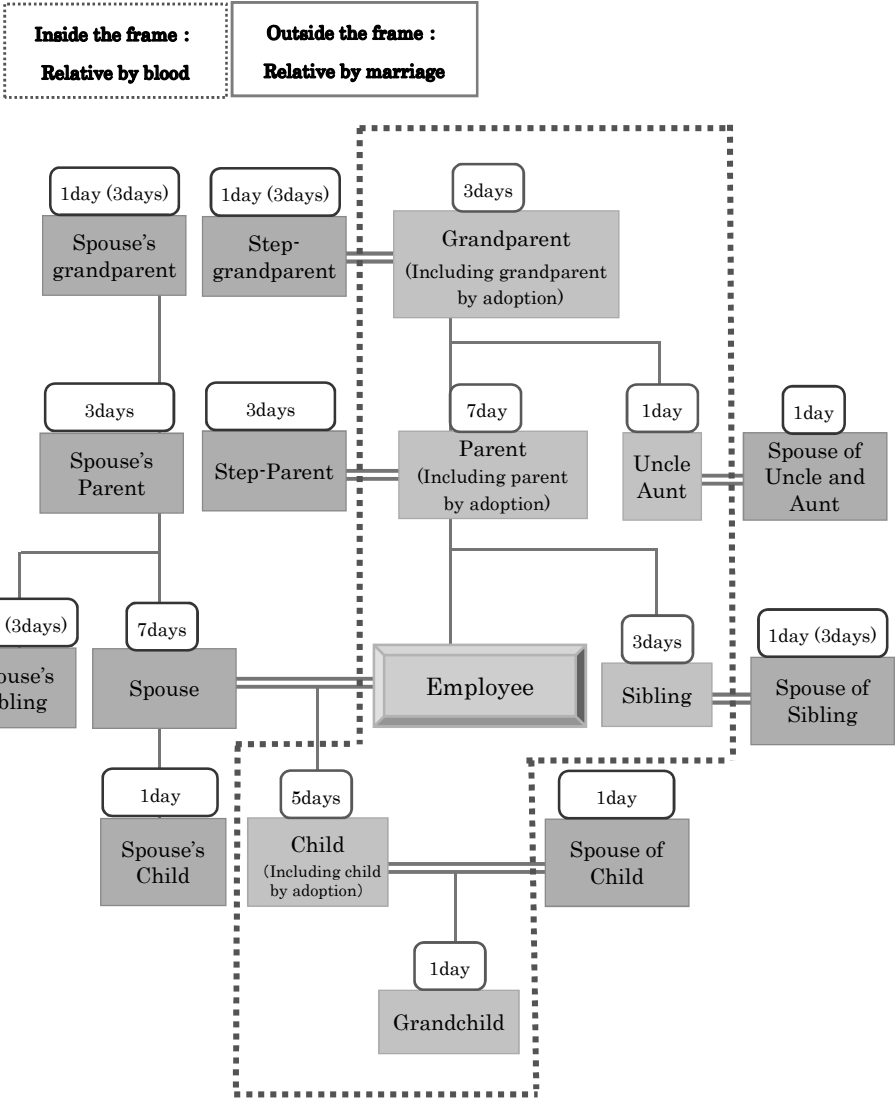 Inside the frame :
Relative by blood
Outside the frame :
Relative by marriage
1day (3days)
Spouse's
grandparent
1day (3days)
Step-
grandparent
3days
Grandparent
(Including grandparent
by adoption)
3days
Spouse's
Parent
3days
Step-Parent
7day
Parent
(Including parent
by adoption)
1day
Uncle
Aunt
1day
Spouse of
Uncle and
Aunt
(3days)
7days
Spouse
Employee
3days
Sibling
1day (3days)
Spouse of
Sibling
1day
Spouse's
Child
5days
Child
(Including child
by adoption)
1day
Spouse of
Child
1day
Grandchild